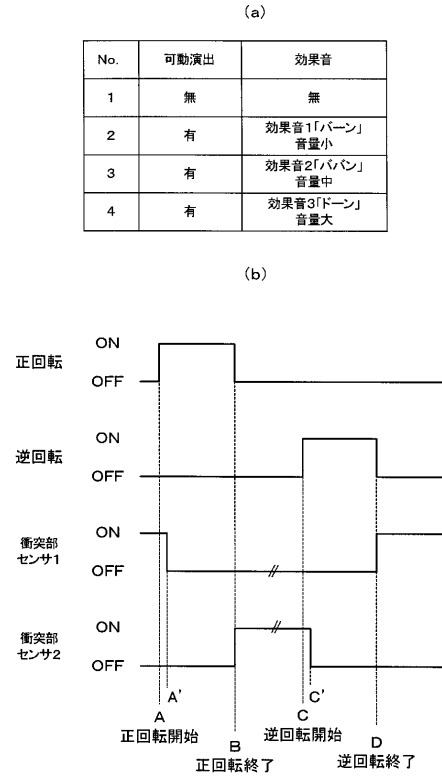 (a)
No. 可動演出 効果音
1 無 無
2 有 効果音1「バーン」
音量小
3 有 効果音2「ババン」
音量中
4 有 効果音3「ドーン」
音量大
(b)
ON
正回転
OFF
ON
逆回転
OFF
ON
衝突部
センサ1
OFF
ON
衝突部
センサ2
OFF
A' C'
A B C D
正回転開始 逆回転開始
正回転終了 逆回転終了